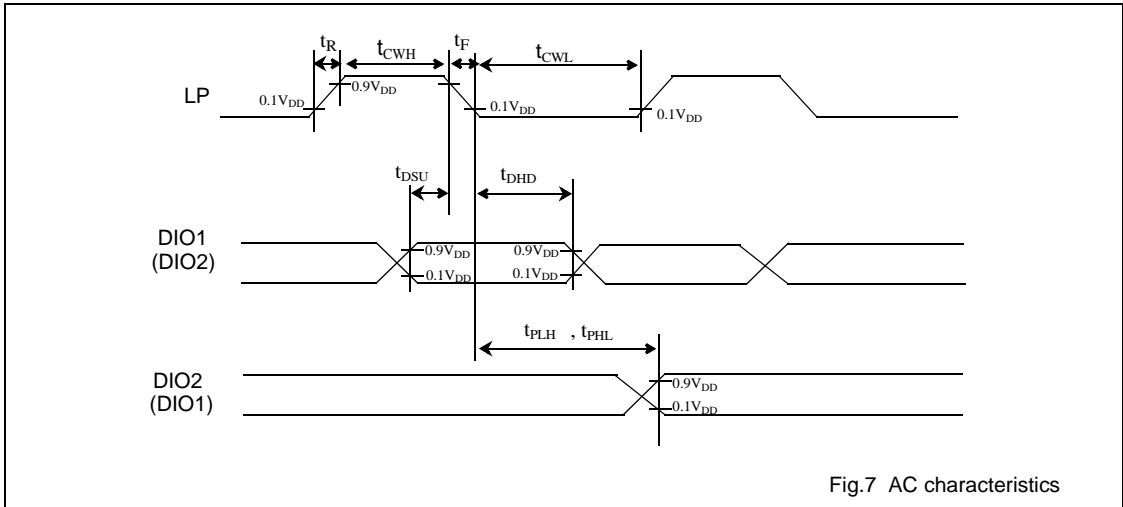 tR tCWH tF tCWL
LP 0.1VDD 0.9VDD 0.1VDD 0.1VDD
tDSU tDHD
DIO1
(DIO2)
0.9VDD 0.9VDD
0.1VDD 0.1VDD
tPLH , tPHL
DIO2
(DIO1)
0.9VDD
0.1VDD
Fig.7 AC characteristics